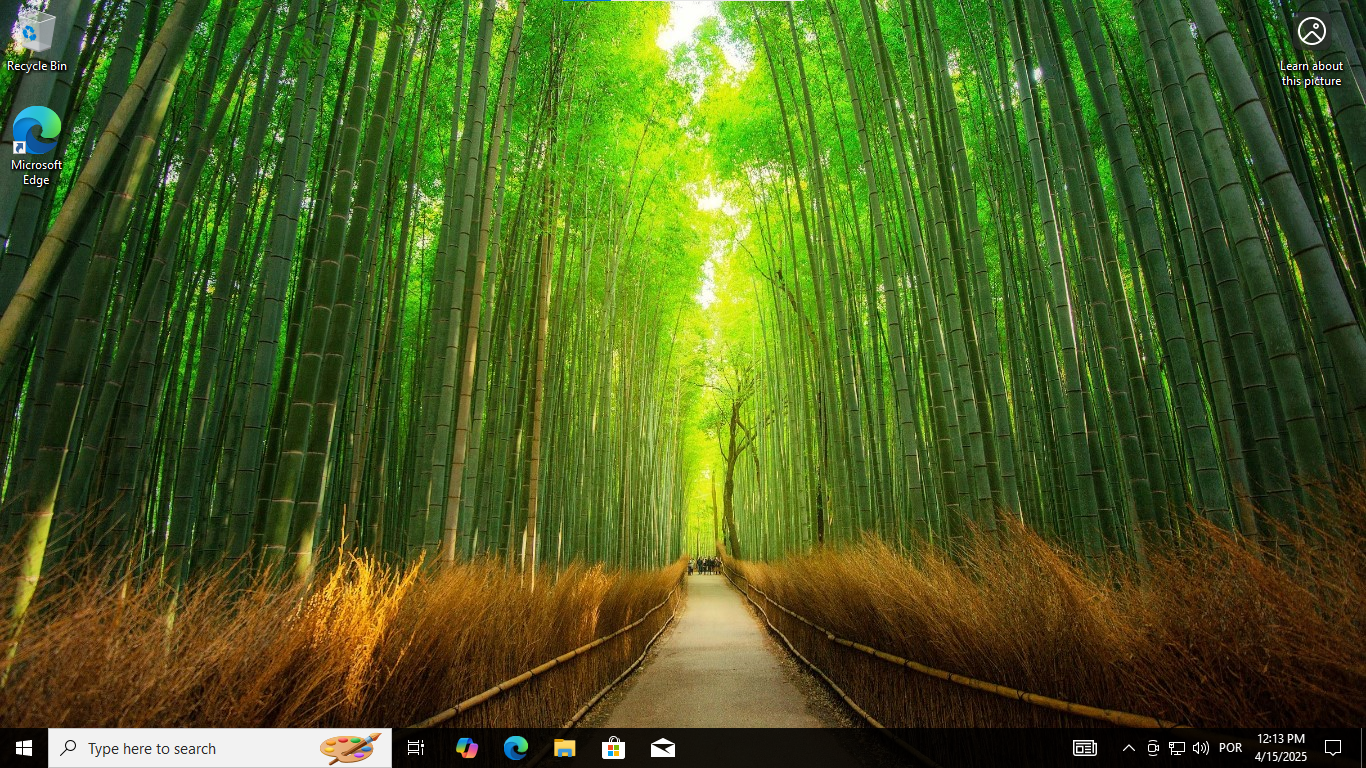 Recycle Bin
Microsoft
Edge
Learn about
this picture
Type here to search
POR
12:13 PM
4/15/2025